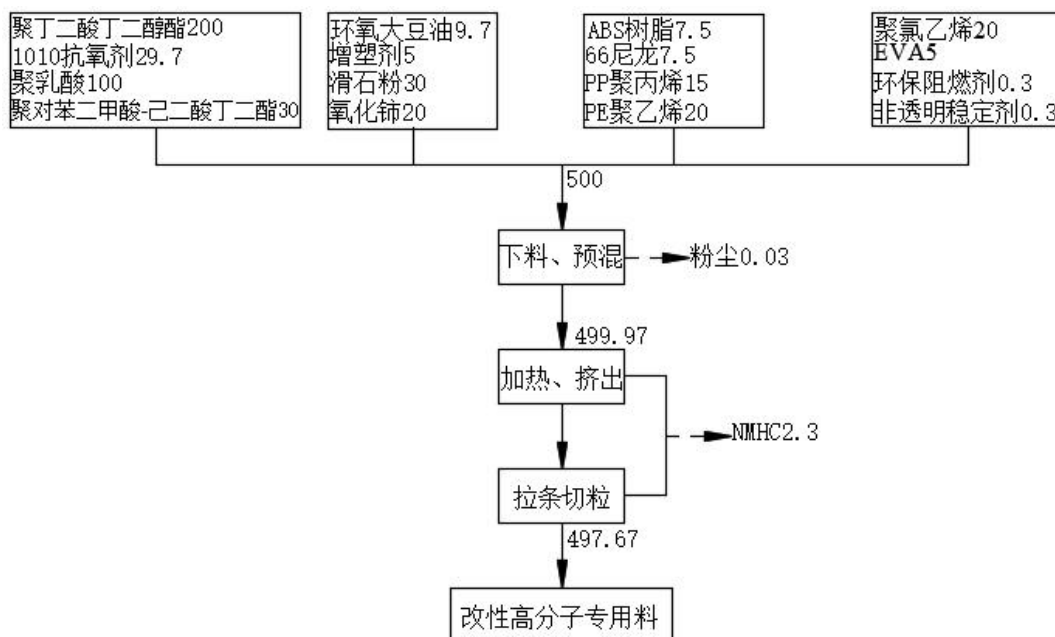 聚丁二酸丁二醇酯200
1010抗氧剂29.7
聚乳酸100
聚对苯二甲酸-己二酸丁二酯30
环氧大豆油9.7
增塑剂5
滑石粉30
氧化铈20
ABS树脂7.5
66尼龙7.5
PP聚丙烯15
PE聚乙烯20
聚氯乙烯20
EVA5
环保阻燃剂0.3
非透明稳定剂0.3
500
下料、预混
粉尘0.03
499.97
加热、挤出
NMHC2.3
拉条切粒
497.67
改性高分子专用料